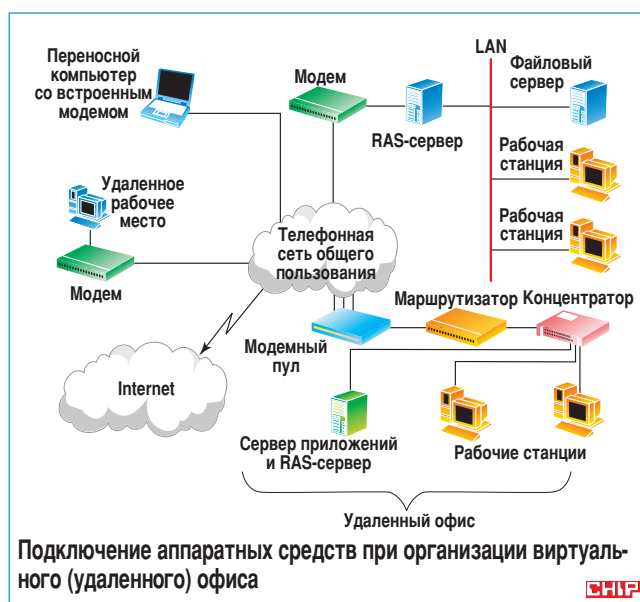 Переносной
компьютер
со встроенным
модемом
Модем
LAN
Файловый
сервер
RAS-сервер
Рабочая
станция
Удаленное
рабочее
место
Рабочая
станция
Телефонная
сеть общего
пользования
Модем
Маршрутизатор
Концентратор
Модемный
пул
Internet
Сервер приложений
и RAS-сервер
Рабочие станции
Удаленный офис
Подключение аппаратных средств при организации виртуаль-
ного (удаленного) офиса
CHIP